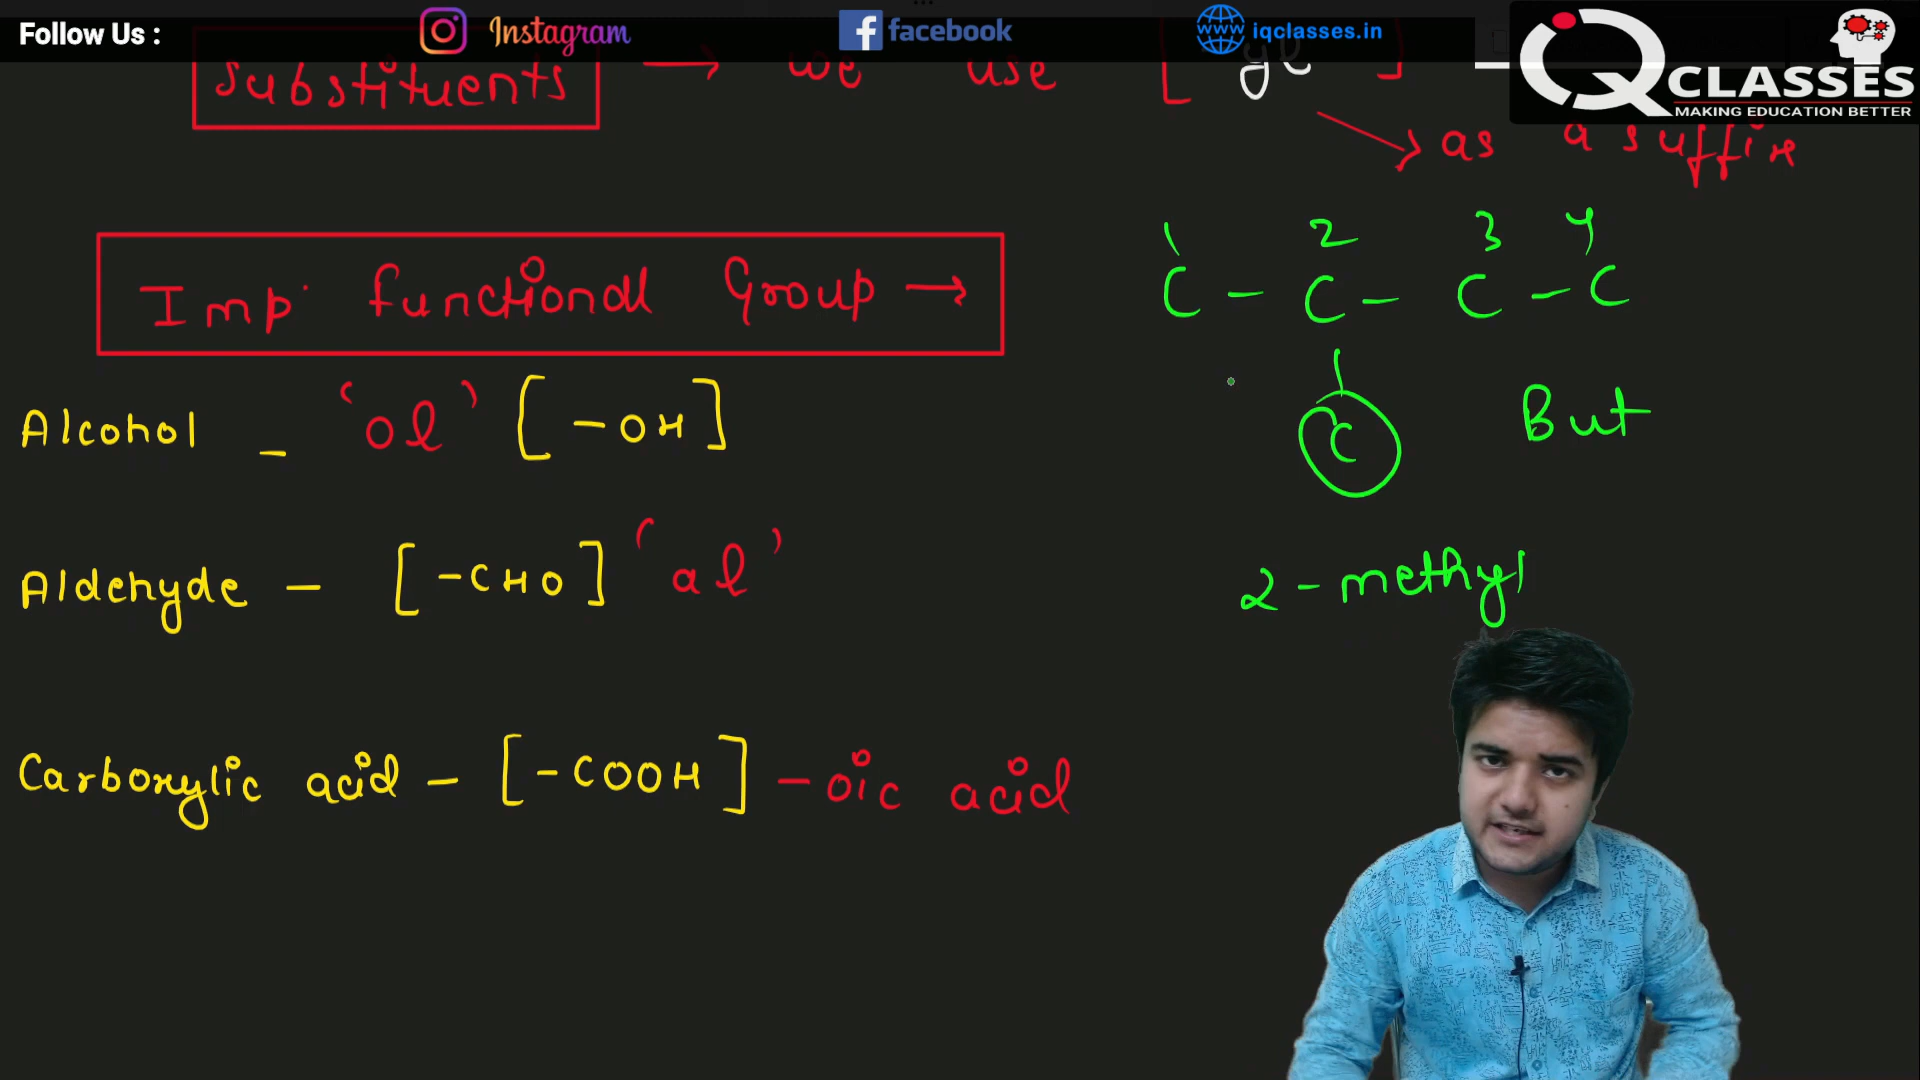 Follow Us :
Instagram
facebook
iqclasses.in
IQ CLASSES
MAKING EDUCATION BETTER
substituents → we use [ ]
→ as a suffix
Imp. functional Group →
1 2 3 4
C - C - C - C
C
But
2-methyl
Alcohol - 'ol' [-OH]
Aldehyde - [-CHO] 'al'
Carboxylic acid - [-COOH] - oic acid